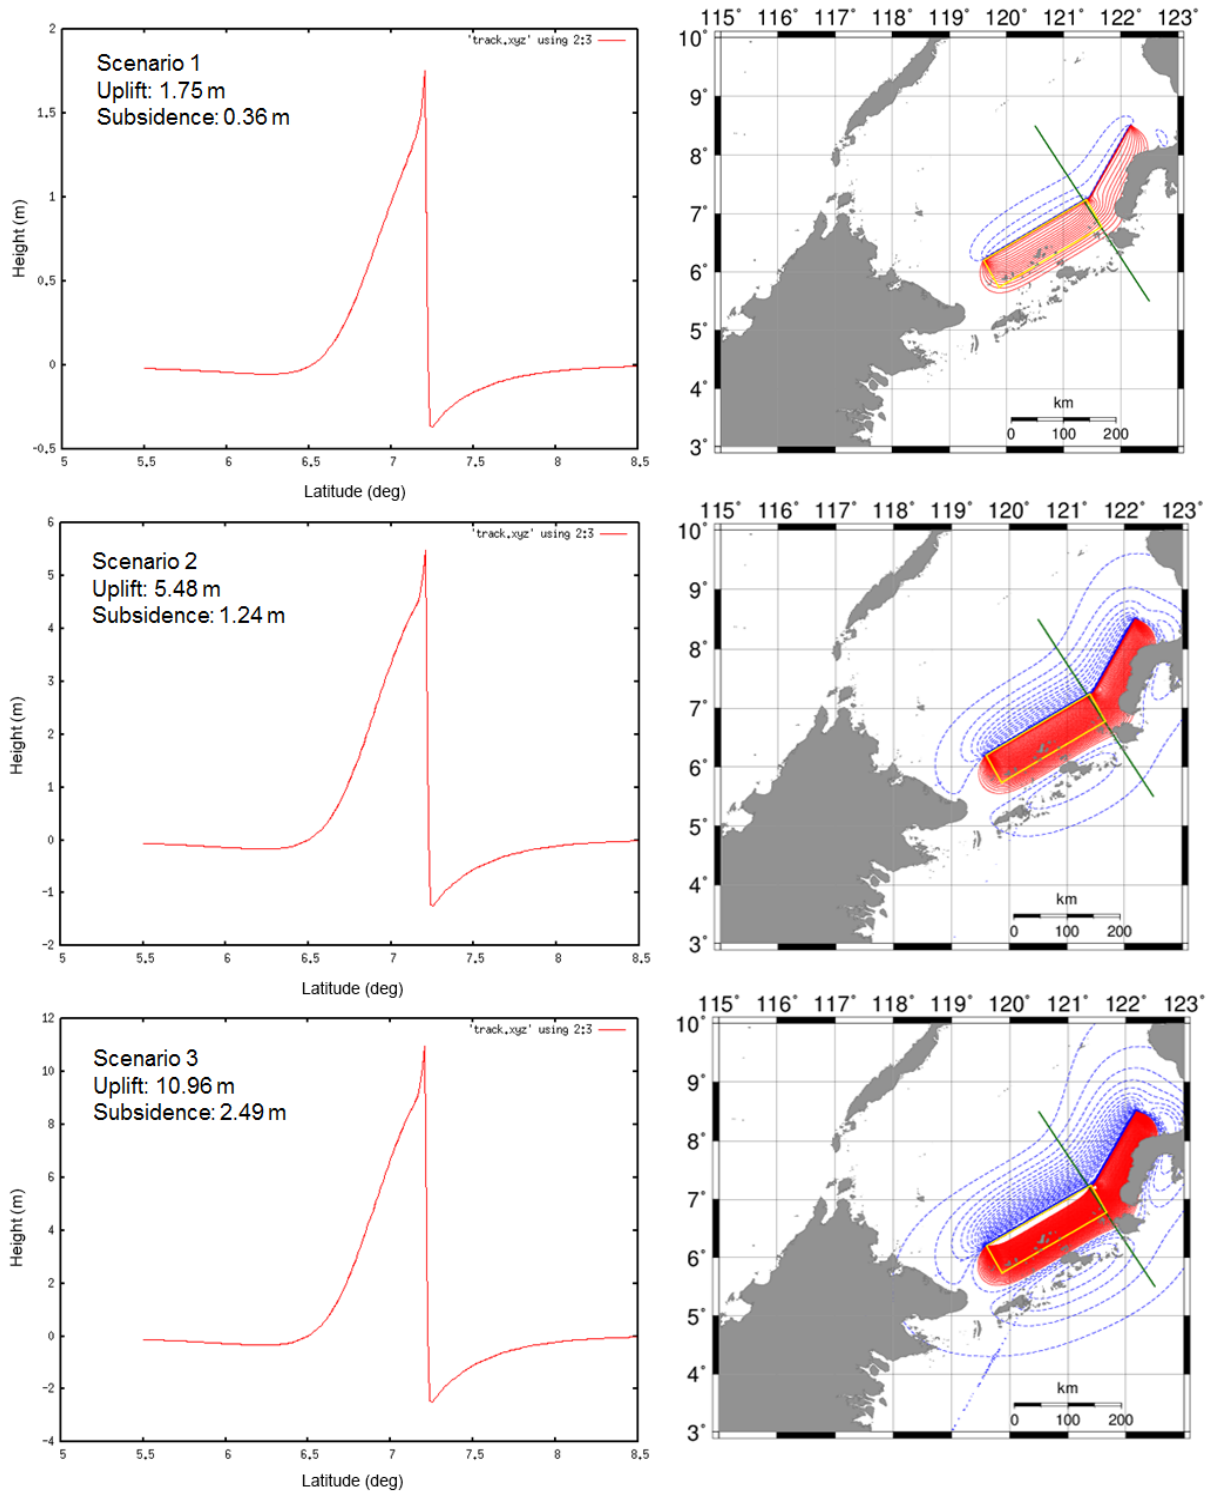 2
'track.xyz' using 2:3
Scenario 1
Uplift: 1.75 m
Subsidence: 0.36 m
1.5
1
0.5
0
-0.5
Height (m)
5 5.5 6 6.5 7 7.5 8 8.5
Latitude (deg)
115° 116° 117° 118° 119° 120° 121° 122° 123°
10°
9°
8°
7°
6°
5°
4°
3°
km
0 100 200
6
'track.xyz' using 2:3
Scenario 2
Uplift: 5.48 m
Subsidence: 1.24 m
5
4
3
2
1
0
-1
-2
Height (m)
5 5.5 6 6.5 7 7.5 8 8.5
Latitude (deg)
115° 116° 117° 118° 119° 120° 121° 122° 123°
10°
9°
8°
7°
6°
5°
4°
3°
km
0 100 200
12
'track.xyz' using 2:3
Scenario 3
Uplift: 10.96 m
Subsidence: 2.49 m
10
8
6
4
2
0
-2
-4
Height (m)
5 5.5 6 6.5 7 7.5 8 8.5
Latitude (deg)
115° 116° 117° 118° 119° 120° 121° 122° 123°
10°
9°
8°
7°
6°
5°
4°
3°
km
0 100 200